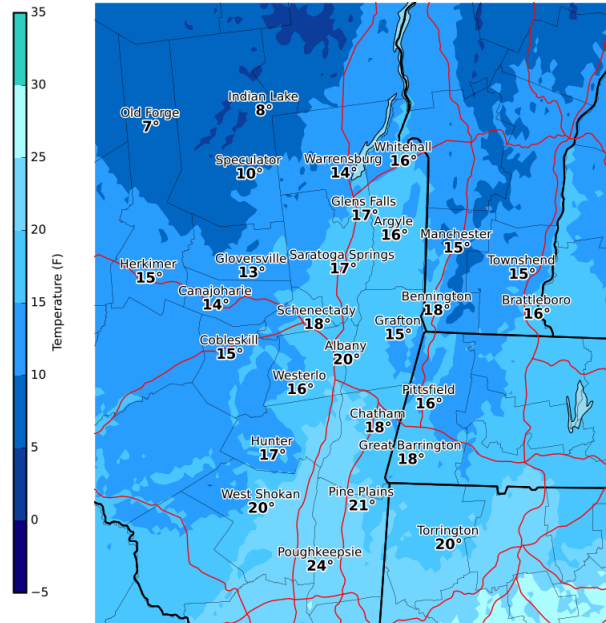 35
30
25
20
15
10
5
0
−5
Temperature (F)
Old Forge
7°
Indian Lake
8°
Speculator
10°
Warrensburg
14°
Whitehall
16°
Glens Falls
17°
Argyle
16°
Manchester
15°
Herkimer
15°
Gloversville
13°
Saratoga Springs
17°
Townshend
15°
Canajoharie
14°
Schenectady
18°
Bennington
18°
Brattleboro
16°
Grafton
15°
Cobleskill
15°
Albany
20°
Westerlo
16°
Pittsfield
16°
Chatham
18°
Hunter
17°
Great Barrington
18°
West Shokan
20°
Pine Plains
21°
Torrington
20°
Poughkeepsie
24°